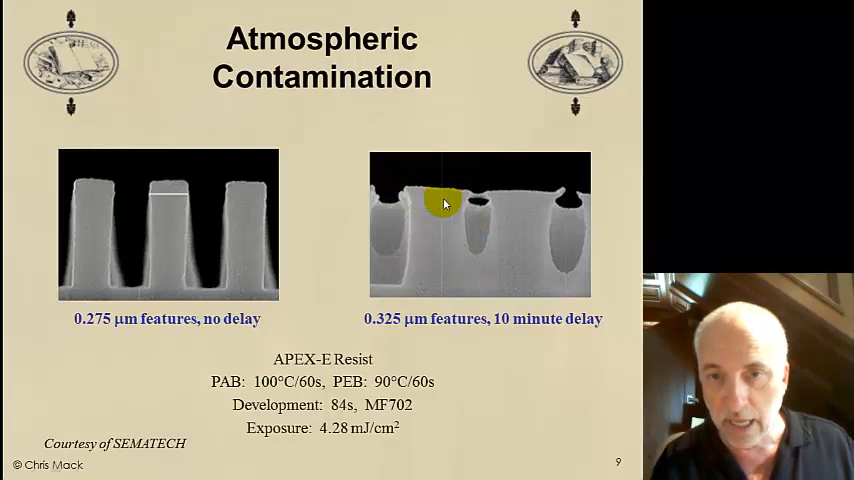 Atmospheric
Contamination
0.275 µm features, no delay
0.325 µm features, 10 minute delay
APEX-E Resist
PAB: 100°C/60s, PEB: 90°C/60s
Development: 84s, MF702
Exposure: 4.28 mJ/cm²
Courtesy of SEMATECH
© Chris Mack
9